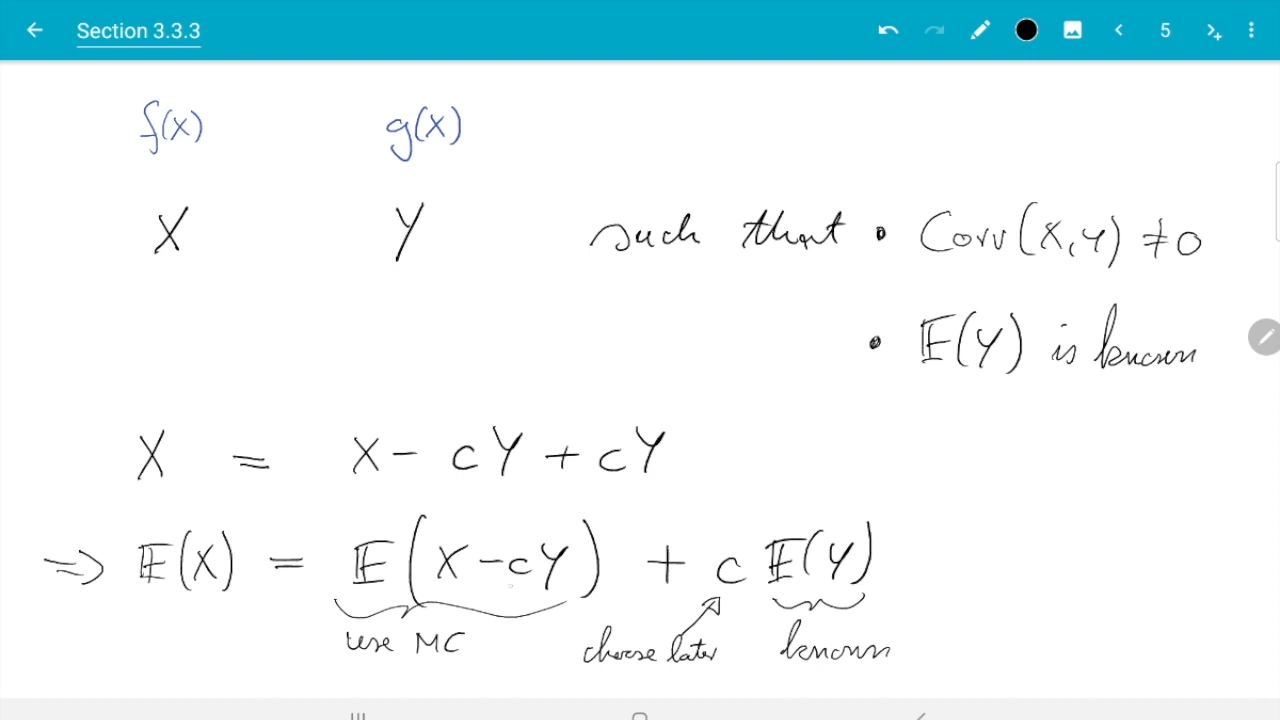 Section 3.3.3 5
f(X) g(X)
X Y such that • Corr(X,Y) ≠ 0
• 𝔼(Y) is known
X = X - cY + cY
=> 𝔼(X) = 𝔼(X - cY) + c 𝔼(Y)
use MC choose later known